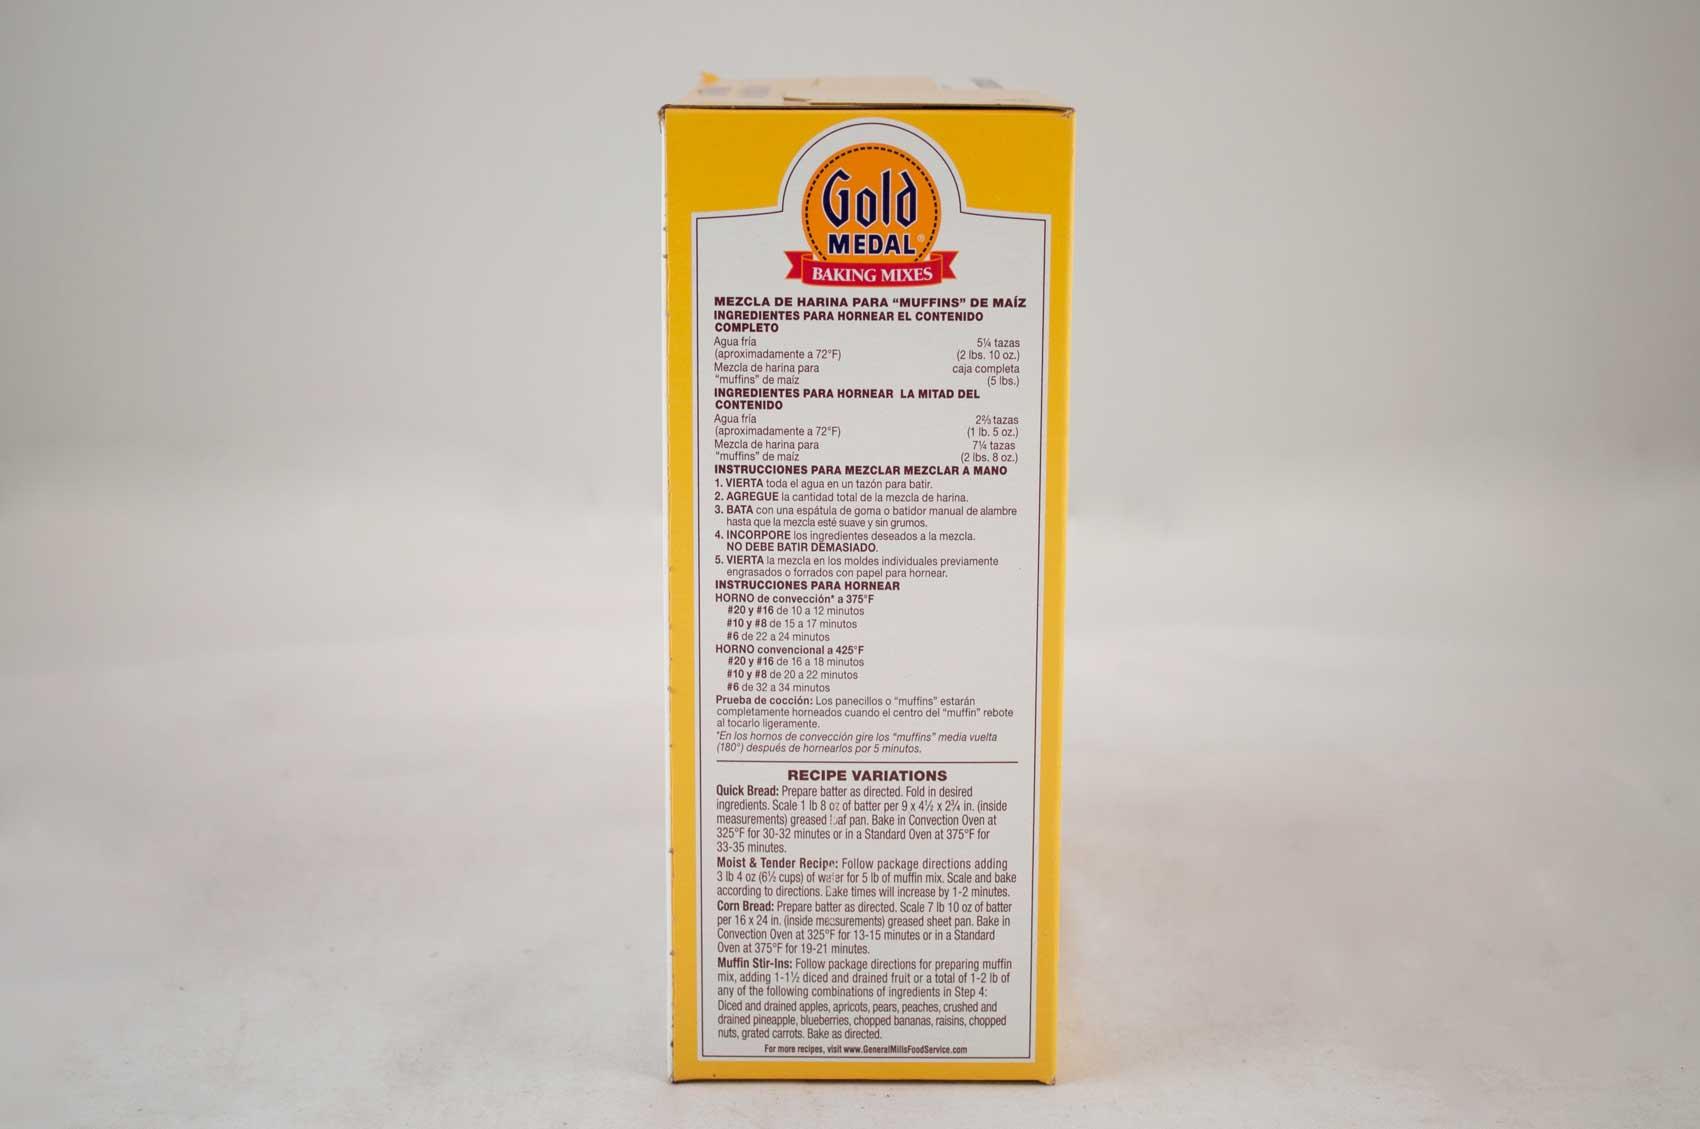 Gold
MEDAL®
BAKING MIXES
MEZCLA DE HARINA PARA “MUFFINS” DE MAÍZ
INGREDIENTES PARA HORNEAR EL CONTENIDO
COMPLETO
Agua fría 5¼ tazas
(aproximadamente a 72°F) (2 lbs. 10 oz.)
Mezcla de harina para caja completa
“muffins” de maíz (5 lbs.)
INGREDIENTES PARA HORNEAR LA MITAD DEL
CONTENIDO
Agua fría 2⅔ tazas
(aproximadamente a 72°F) (1 lb. 5 oz.)
Mezcla de harina para 7¼ tazas
“muffins” de maíz (2 lbs. 8 oz.)
INSTRUCCIONES PARA MEZCLAR MEZCLAR A MANO
1. VIERTA toda el agua en un tazón para batir.
2. AGREGUE la cantidad total de la mezcla de harina.
3. BATA con una espátula de goma o batidor manual de alambre
hasta que la mezcla esté suave y sin grumos.
4. INCORPORE los ingredientes deseados a la mezcla.
NO DEBE BATIR DEMASIADO.
5. VIERTA la mezcla en los moldes individuales previamente
engrasados o forrados con papel para hornear.
INSTRUCCIONES PARA HORNEAR
HORNO de convección* a 375°F
#20 y #16 de 10 a 12 minutos
#10 y #8 de 15 a 17 minutos
#6 de 22 a 24 minutos
HORNO convencional a 425°F
#20 y #16 de 16 a 18 minutos
#10 y #8 de 20 a 22 minutos
#6 de 32 a 34 minutos
Prueba de cocción: Los panecillos o “muffins” estarán
completamente horneados cuando el centro del “muffin” rebote
al tocarlo ligeramente.
*En los hornos de convección gire los “muffins” media vuelta
(180°) después de hornearlos por 5 minutos.
RECIPE VARIATIONS
Quick Bread: Prepare batter as directed. Fold in desired
ingredients. Scale 1 lb 8 oz of batter per 9 x 4½ x 2¾ in. (inside
measurements) greased loaf pan. Bake in Convection Oven at
325°F for 30-32 minutes or in a Standard Oven at 375°F for
33-35 minutes.
Moist & Tender Recipe: Follow package directions adding
3 lb 4 oz (6½ cups) of water for 5 lb of muffin mix. Scale and bake
according to directions. Bake times will increase by 1-2 minutes.
Corn Bread: Prepare batter as directed. Scale 7 lb 10 oz of batter
per 16 x 24 in. (inside measurements) greased sheet pan. Bake in
Convection Oven at 325°F for 13-15 minutes or in a Standard
Oven at 375°F for 19-21 minutes.
Muffin Stir-Ins: Follow package directions for preparing muffin
mix, adding 1-1½ diced and drained fruit or a total of 1-2 lb of
any of the following combinations of ingredients in Step 4:
Diced and drained apples, apricots, pears, peaches, crushed and
drained pineapple, blueberries, chopped bananas, raisins, chopped
nuts, grated carrots. Bake as directed.
For more recipes, visit www.GeneralMillsFoodService.com